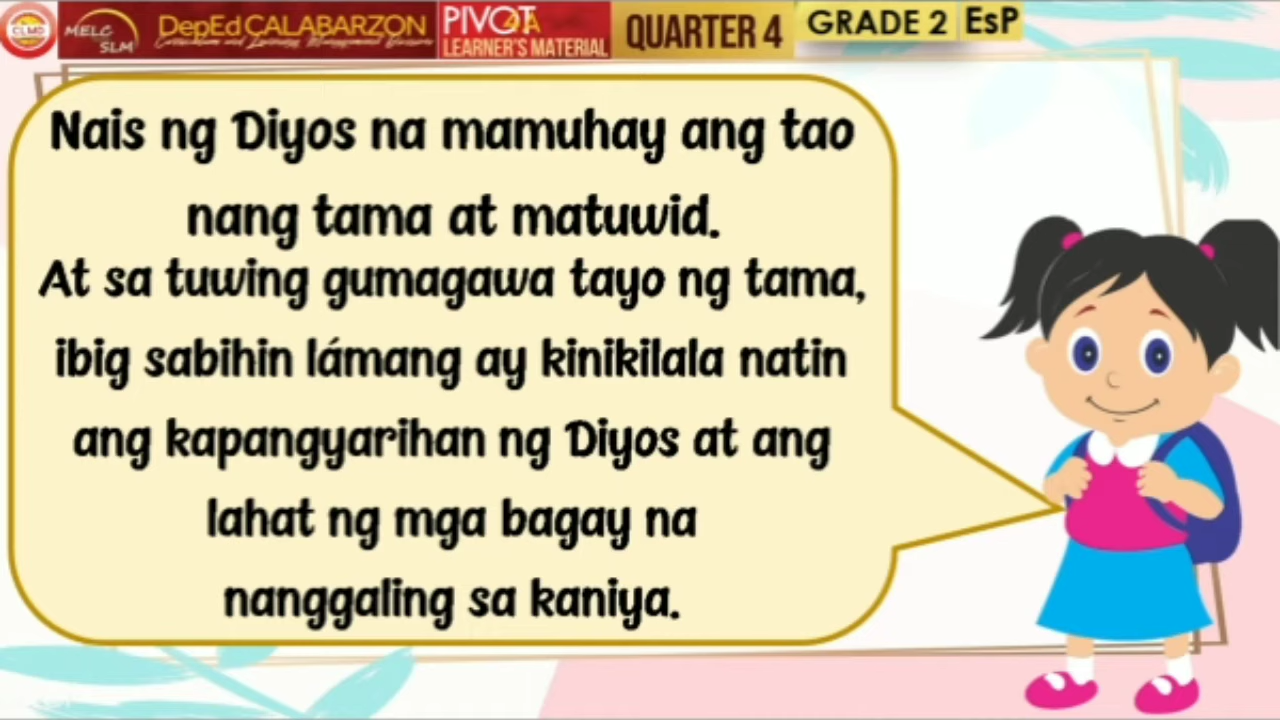 CLMD MELC SLM DepEd CALABARZON PIVOT 4A QUARTER 4 GRADE 2 EsP
LEARNER'S MATERIAL
Nais ng Diyos na mamuhay ang tao
nang tama at matuwid.
At sa tuwing gumagawa tayo ng tama,
ibig sabihin lámang ay kinikilala natin
ang kapangyarihan ng Diyos at ang
lahat ng mga bagay na
nanggaling sa kaniya.